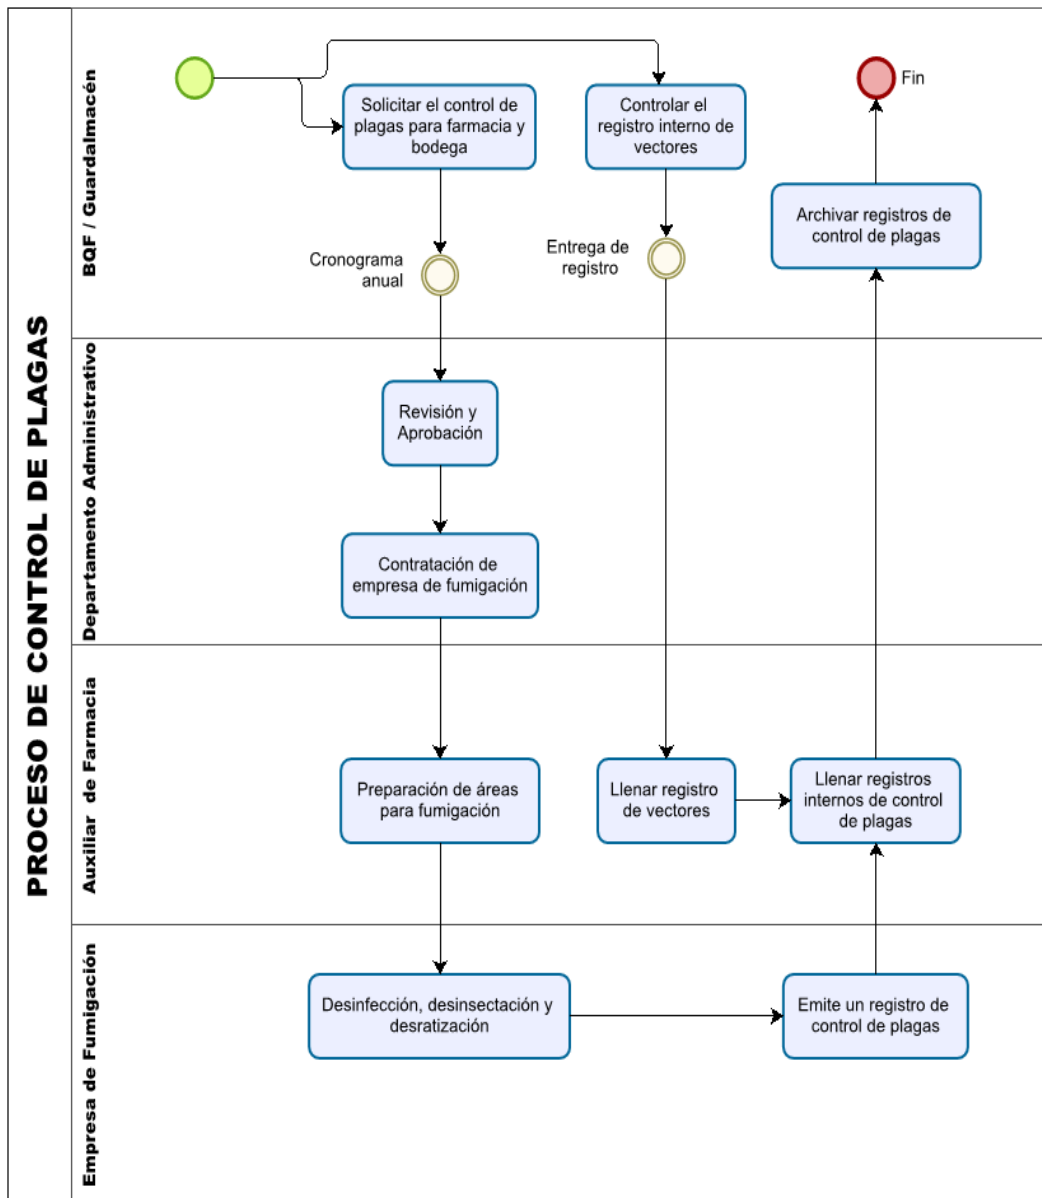 PROCESO DE CONTROL DE PLAGAS
BQF / Guardalmacén
Solicitar el control de
plagas para farmacia y
bodega
Controlar el
registro interno de
vectores
Fin
Archivar registros de
control de plagas
Cronograma
anual
Entrega de
registro
Departamento Administrativo
Revisión y
Aprobación
Contratación de
empresa de fumigación
Auxiliar de Farmacia
Preparación de áreas
para fumigación
Llenar registro
de vectores
Llenar registros
internos de control
de plagas
Empresa de Fumigación
Desinfección, desinsectación y
desratización
Emite un registro de
control de plagas